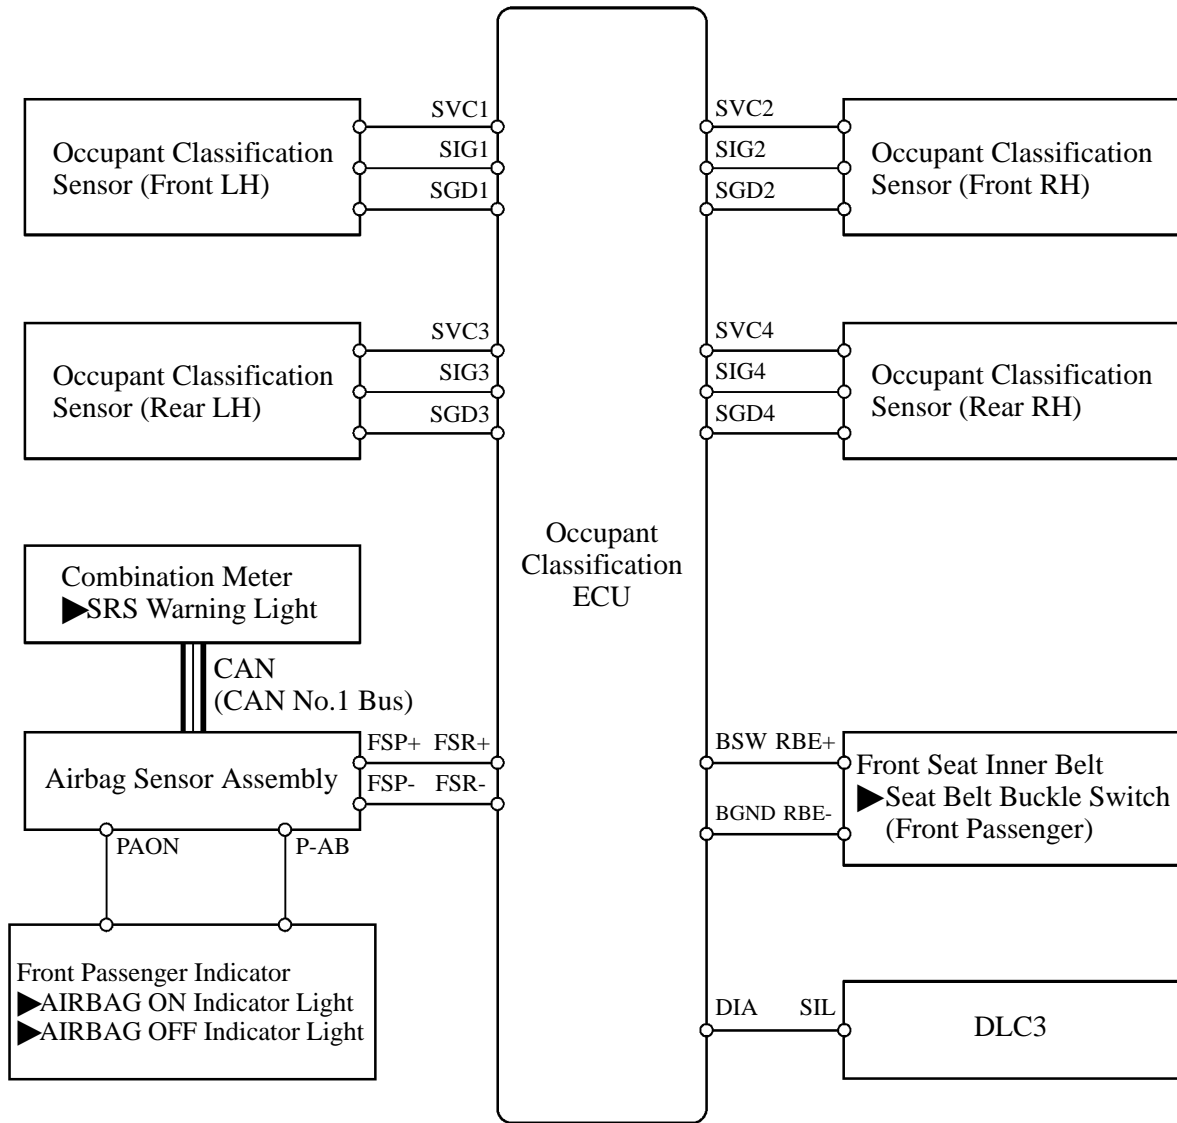 SVC1
SIG1
SGD1
Occupant Classification
Sensor (Front LH)
SVC2
SIG2
SGD2
Occupant Classification
Sensor (Front RH)
SVC3
SIG3
SGD3
Occupant Classification
Sensor (Rear LH)
SVC4
SIG4
SGD4
Occupant Classification
Sensor (Rear RH)
Occupant
Classification
ECU
Combination Meter
▶SRS Warning Light
CAN
(CAN No.1 Bus)
Airbag Sensor Assembly
FSP+ FSR+
FSP- FSR-
PAON
P-AB
Front Passenger Indicator
▶AIRBAG ON Indicator Light
▶AIRBAG OFF Indicator Light
BSW RBE+
BGND RBE-
Front Seat Inner Belt
▶Seat Belt Buckle Switch
(Front Passenger)
DIA SIL
DLC3